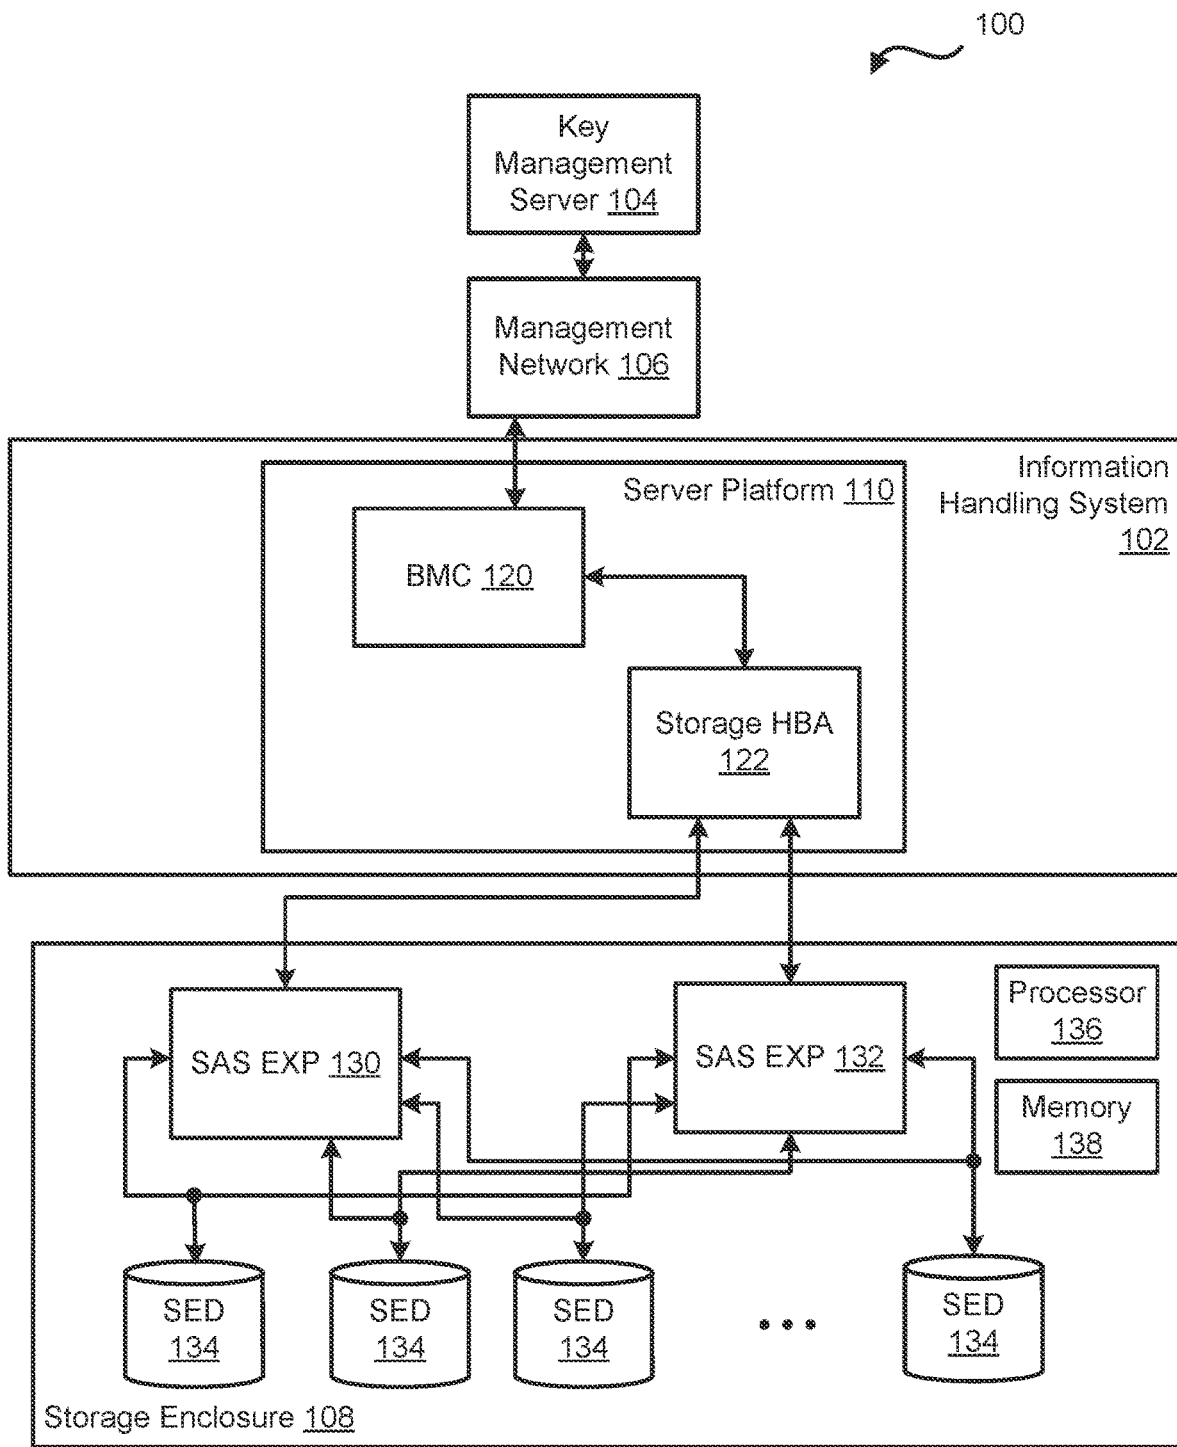 100
Key
Management
Server 104
Management
Network 106
Information
Handling System
102
Server Platform 110
BMC 120
Storage HBA
122
SAS EXP 130
SAS EXP 132
Processor
136
Memory
138
SED
134
SED
134
SED
134
...
SED
134
Storage Enclosure 108